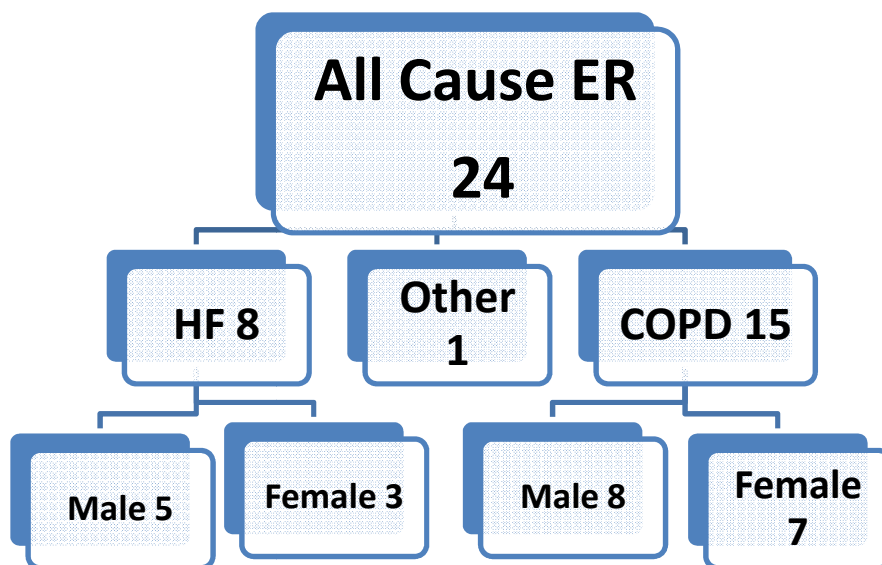 All Cause ER
24
HF 8
Other
1
COPD 15
Male 5
Female 3
Male 8
Female
7